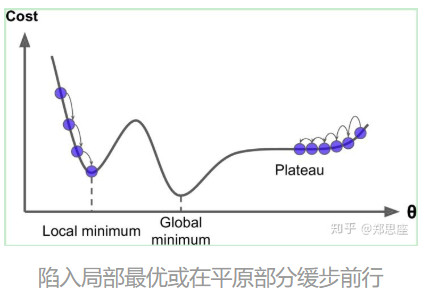 Cost
Plateau
θ
Local minimum
Global
minimum
知乎 @郑思座
陷入局部最优或在平原部分缓步前行